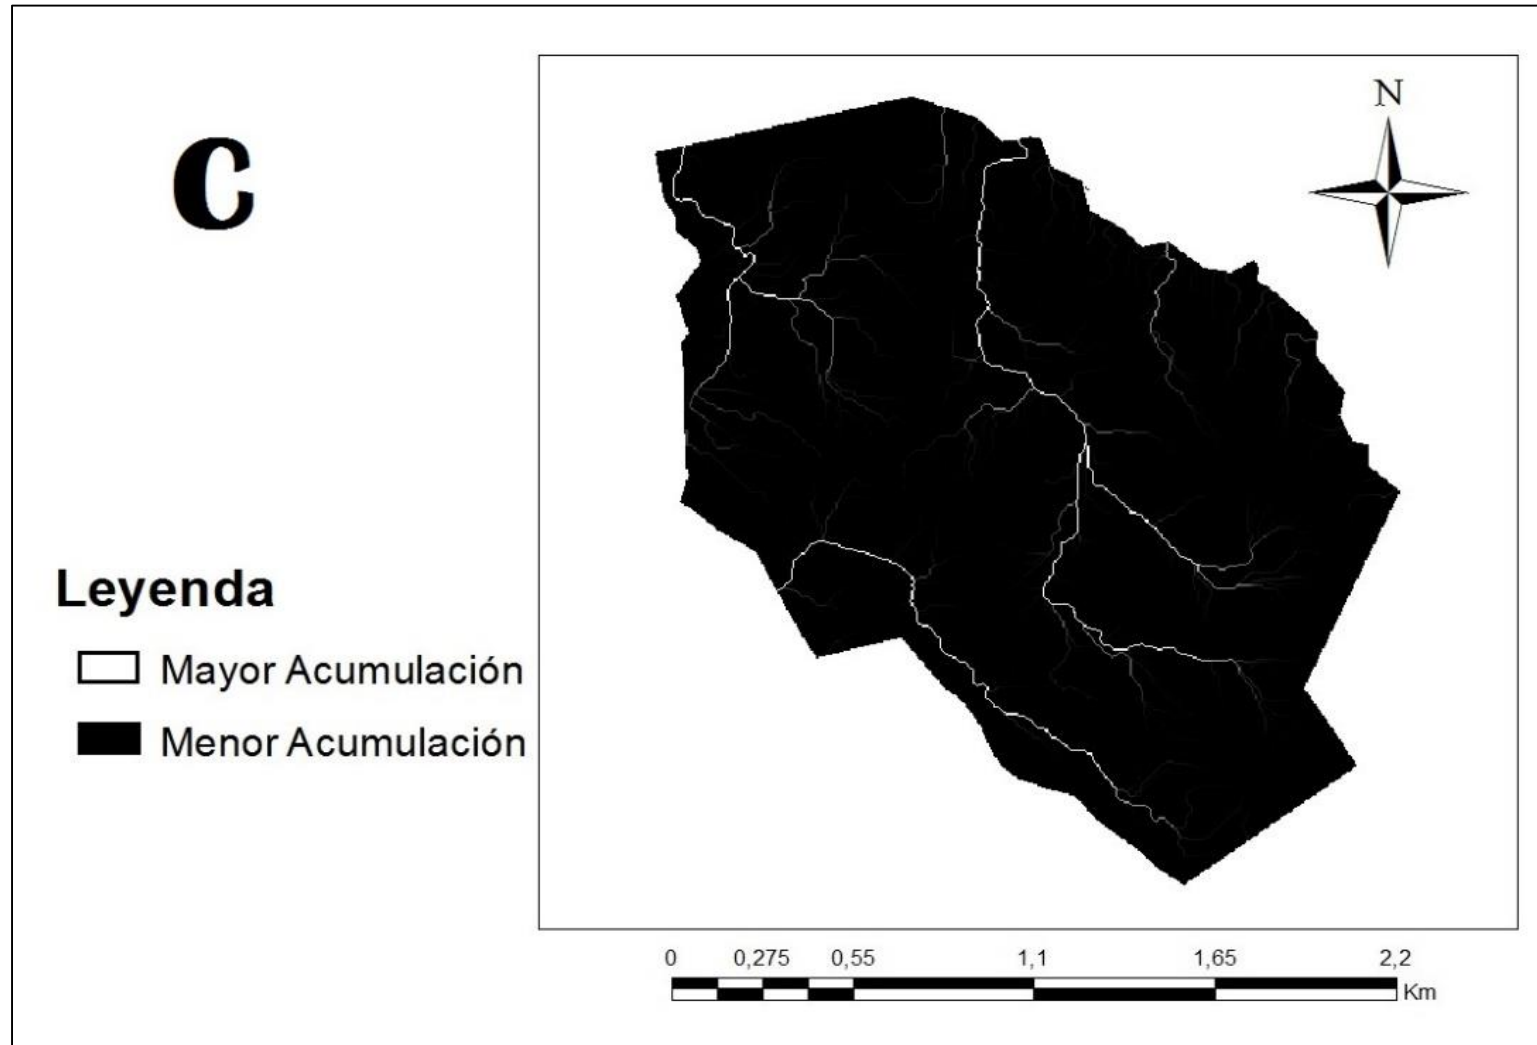 C
N
Leyenda
Mayor Acumulación
Menor Acumulación
0 0,275 0,55 1,1 1,65 2,2
Km